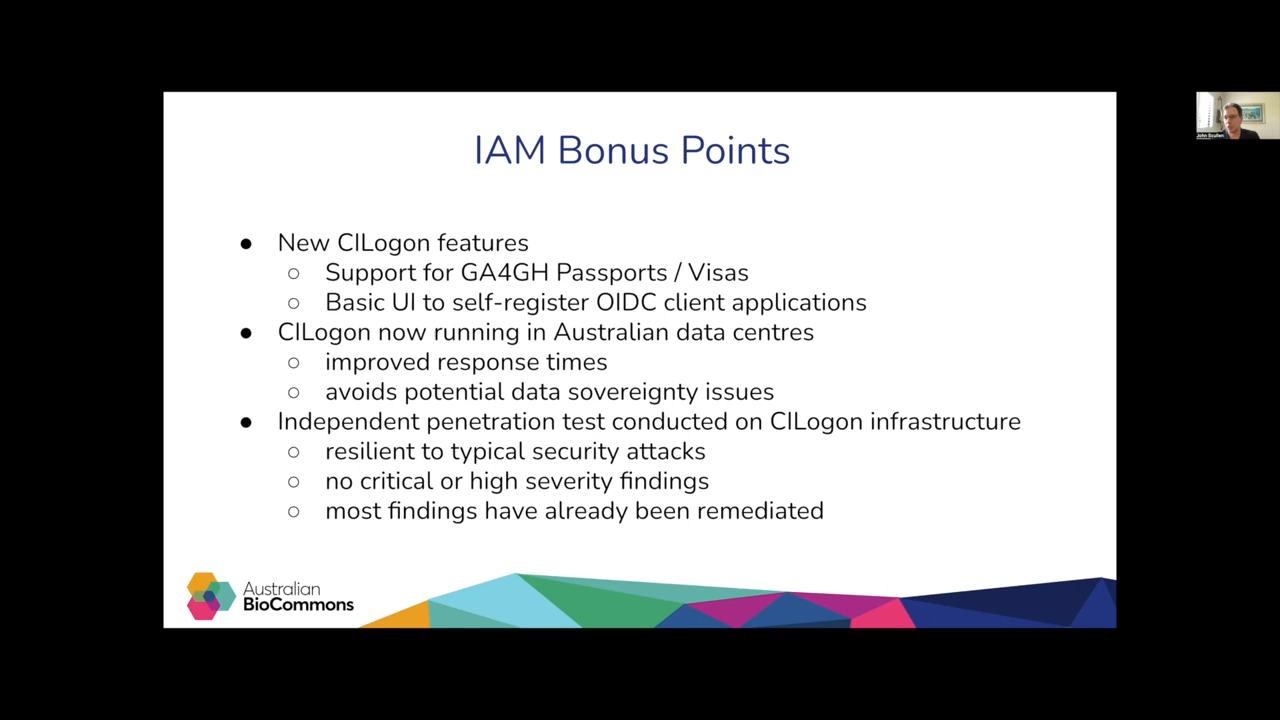 IAM Bonus Points
● New CILogon features
○ Support for GA4GH Passports / Visas
○ Basic UI to self-register OIDC client applications
● CILogon now running in Australian data centres
○ improved response times
○ avoids potential data sovereignty issues
● Independent penetration test conducted on CILogon infrastructure
○ resilient to typical security attacks
○ no critical or high severity findings
○ most findings have already been remediated
Australian
BioCommons
John Scullen